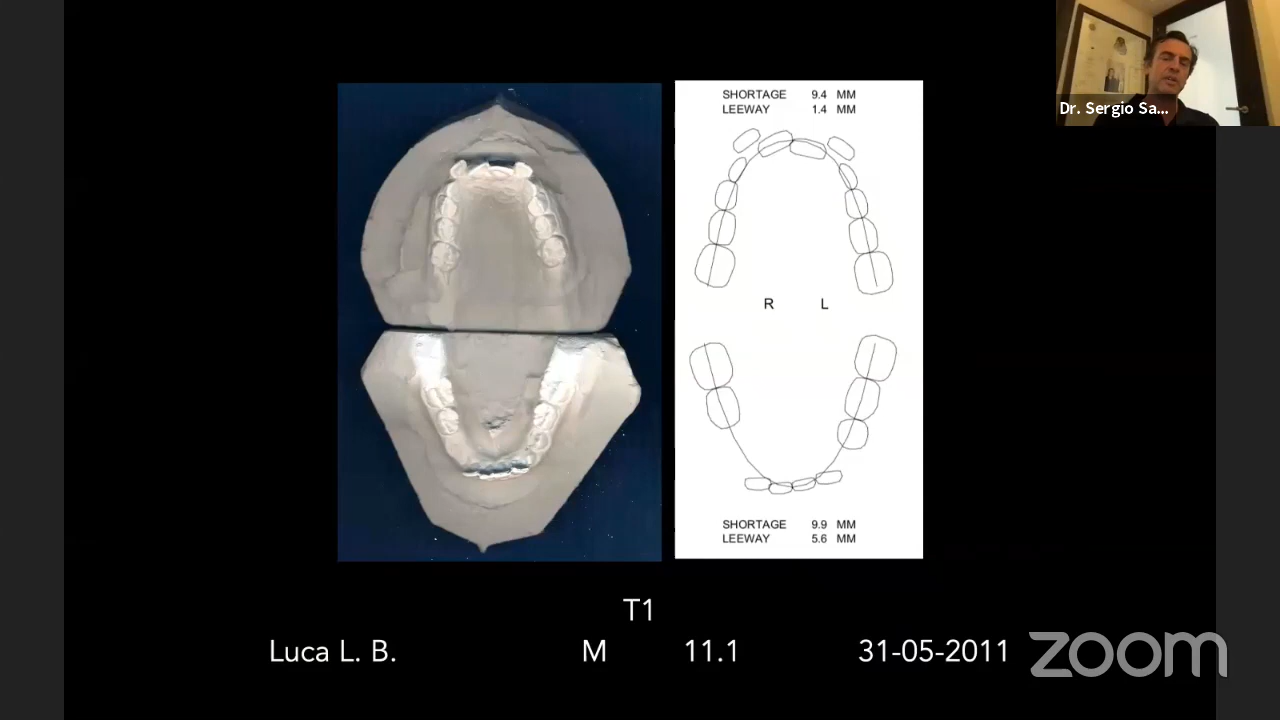 Dr. Sergio Sa...
SHORTAGE 9.4 MM
LEEWAY 1.4 MM
R L
SHORTAGE 9.9 MM
LEEWAY 5.6 MM
T1
Luca L. B. M 11.1 31-05-2011
zoom